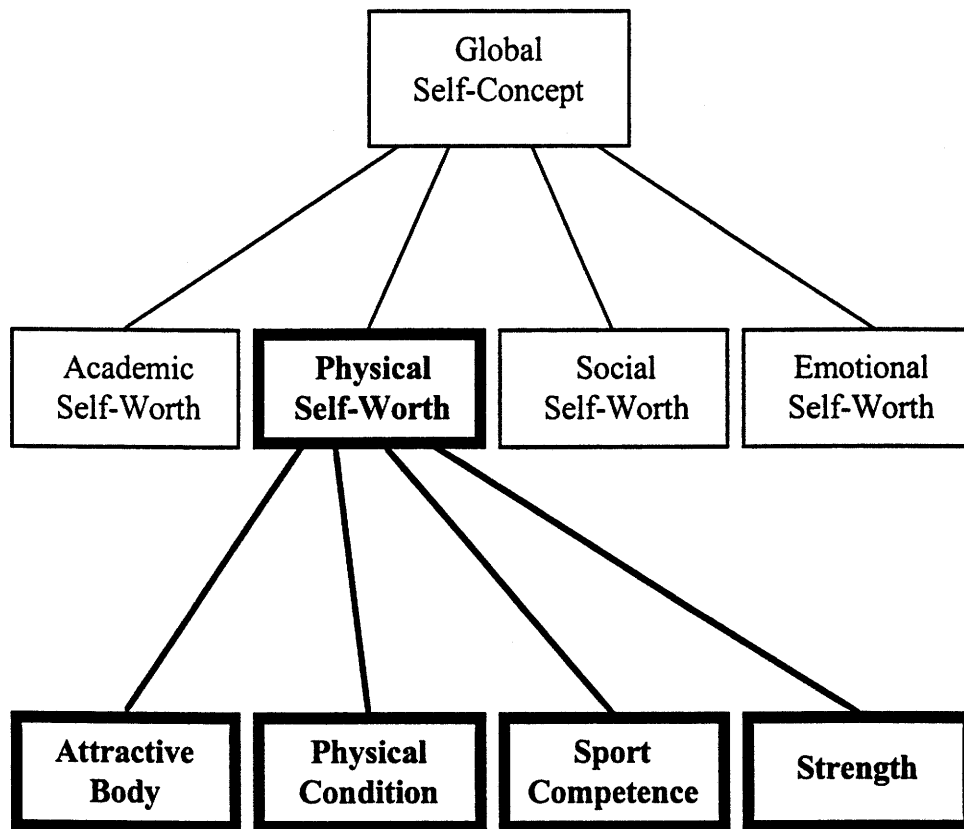 Global
Self-Concept
Academic
Self-Worth
Physical
Self-Worth
Social
Self-Worth
Emotional
Self-Worth
Attractive
Body
Physical
Condition
Sport
Competence
Strength